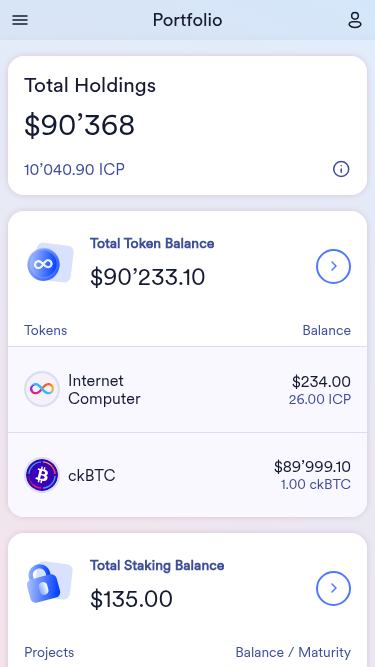 Portfolio
Total Holdings
$90’368
10’040.90 ICP
Total Token Balance
$90’233.10
Tokens Balance
Internet Computer $234.00
26.00 ICP
ckBTC $89’999.10
1.00 ckBTC
Total Staking Balance
$135.00
Projects Balance / Maturity